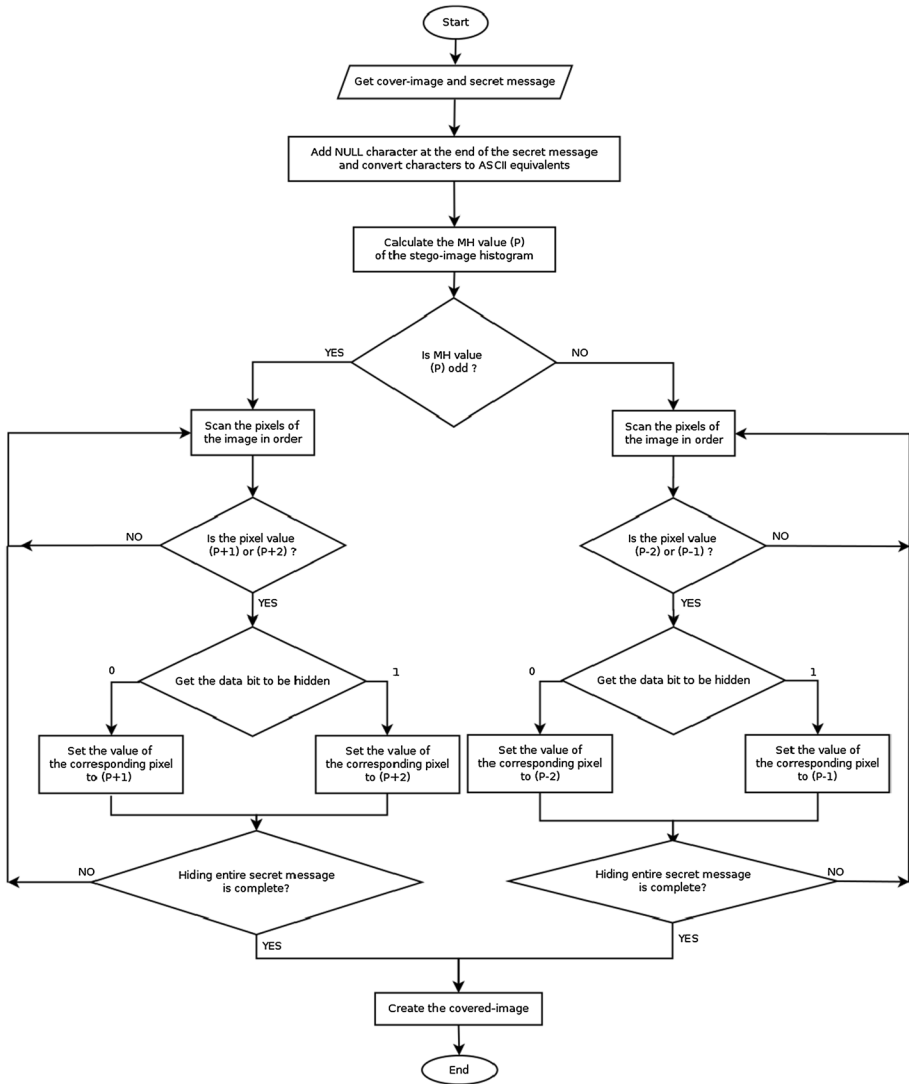 Start
Get cover-image and secret message
Add NULL character at the end of the secret message
and convert characters to ASCII equivalents
Calculate the MH value (P)
of the stego-image histogram
Is MH value
(P) odd ?
YES
NO
Scan the pixels of
the image in order
Scan the pixels of
the image in order
Is the pixel value
(P+1) or (P+2) ?
NO
YES
Is the pixel value
(P-2) or (P-1) ?
NO
YES
Get the data bit to be hidden
0
1
Get the data bit to be hidden
0
1
Set the value of
the corresponding pixel
to (P+1)
Set the value of
the corresponding pixel
to (P+2)
Set the value of
the corresponding pixel
to (P-2)
Set the value of
the corresponding pixel
to (P-1)
Hiding entire secret message
is complete?
NO
YES
Hiding entire secret message
is complete?
NO
YES
Create the covered-image
End